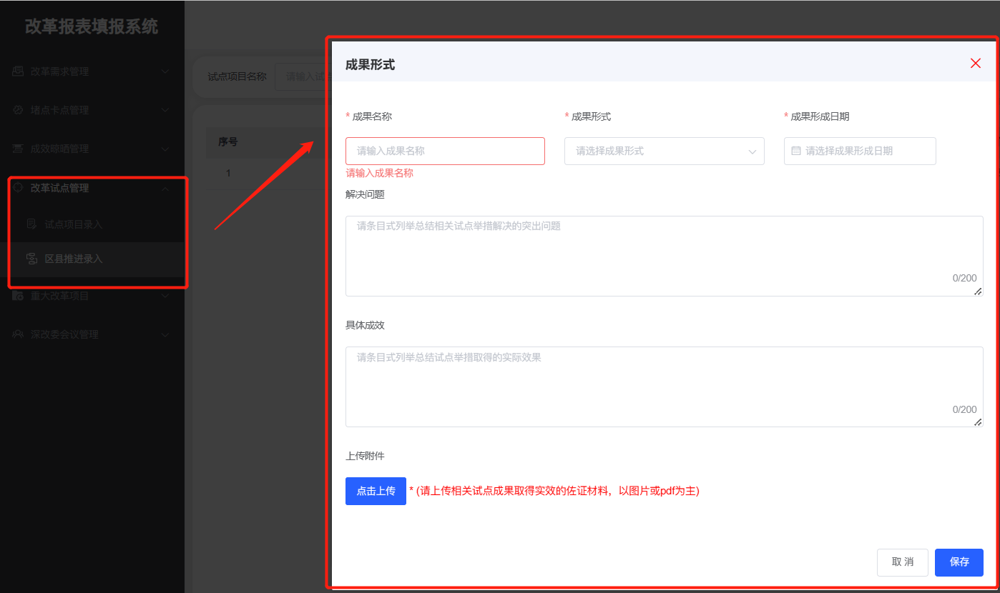 改革报表填报系统
改革需求管理
堵点卡点管理
成效晾晒管理
改革试点管理
试点项目录入
区县推进录入
重大改革项目
深改委会议管理
试点项目名称 请输入试点
序号
1
成果形式
* 成果名称 * 成果形式 * 成果形成日期
请输入成果名称 请选择成果形式 请选择成果形成日期
请输入成果名称
解决问题
请条目式列举总结相关试点举措解决的突出问题
0/200
具体成效
请条目式列举总结试点举措取得的实际效果
0/200
上传附件
点击上传 * (请上传相关试点成果取得实效的佐证材料，以图片或pdf为主)
取 消 保存